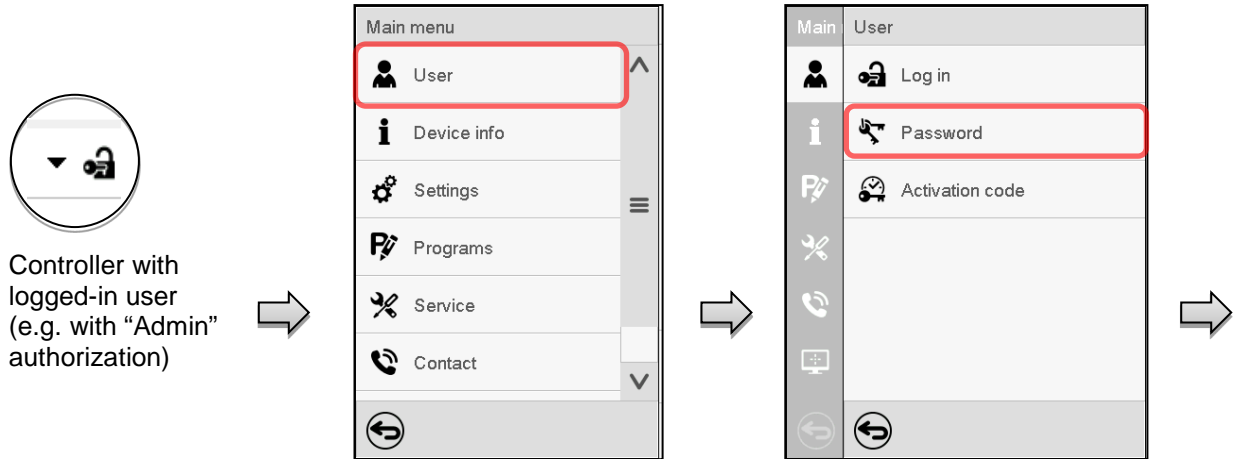 Controller with
logged-in user
(e.g. with “Admin”
authorization)
Main menu
User
Device info
Settings
Programs
Service
Contact
Main
User
Log in
Password
Activation code